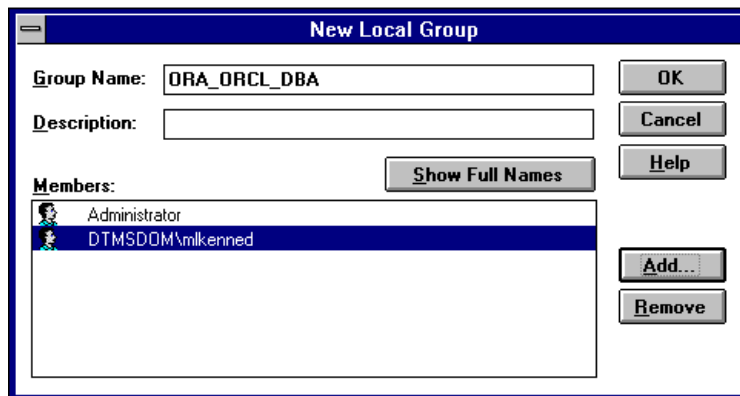 New Local Group
Group Name: ORA_ORCL_DBA OK
Description: Cancel
Show Full Names Help
Members:
Administrator
DTMSDOM\mlkenned
Add...
Remove